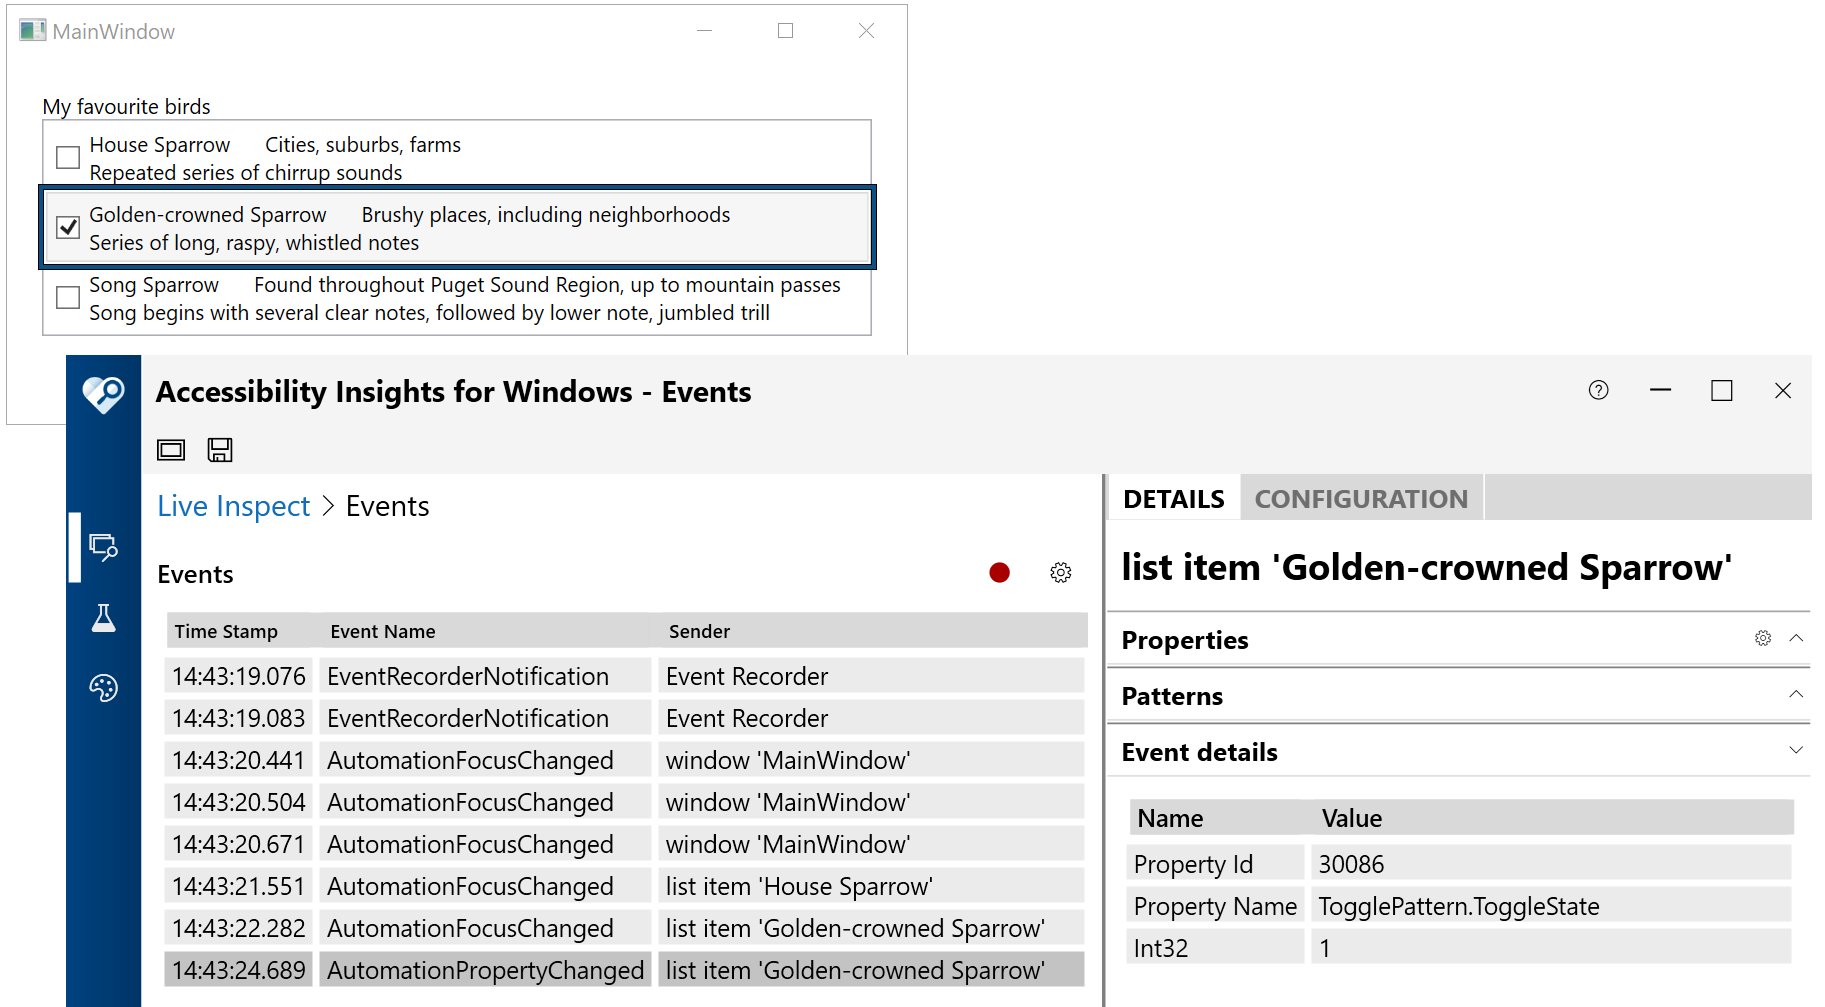 MainWindow
My favourite birds
House Sparrow Cities, suburbs, farms
Repeated series of chirrup sounds
Golden-crowned Sparrow Brushy places, including neighborhoods
Series of long, raspy, whistled notes
Song Sparrow Found throughout Puget Sound Region, up to mountain passes
Song begins with several clear notes, followed by lower note, jumbled trill
Accessibility Insights for Windows - Events
Live Inspect > Events
Events
Time Stamp Event Name Sender
14:43:19.076 EventRecorderNotification Event Recorder
14:43:19.083 EventRecorderNotification Event Recorder
14:43:20.441 AutomationFocusChanged window 'MainWindow'
14:43:20.504 AutomationFocusChanged window 'MainWindow'
14:43:20.671 AutomationFocusChanged window 'MainWindow'
14:43:21.551 AutomationFocusChanged list item 'House Sparrow'
14:43:22.282 AutomationFocusChanged list item 'Golden-crowned Sparrow'
14:43:24.689 AutomationPropertyChanged list item 'Golden-crowned Sparrow'
DETAILS CONFIGURATION
list item 'Golden-crowned Sparrow'
Properties
Patterns
Event details
Name Value
Property Id 30086
Property Name TogglePattern.ToggleState
Int32 1